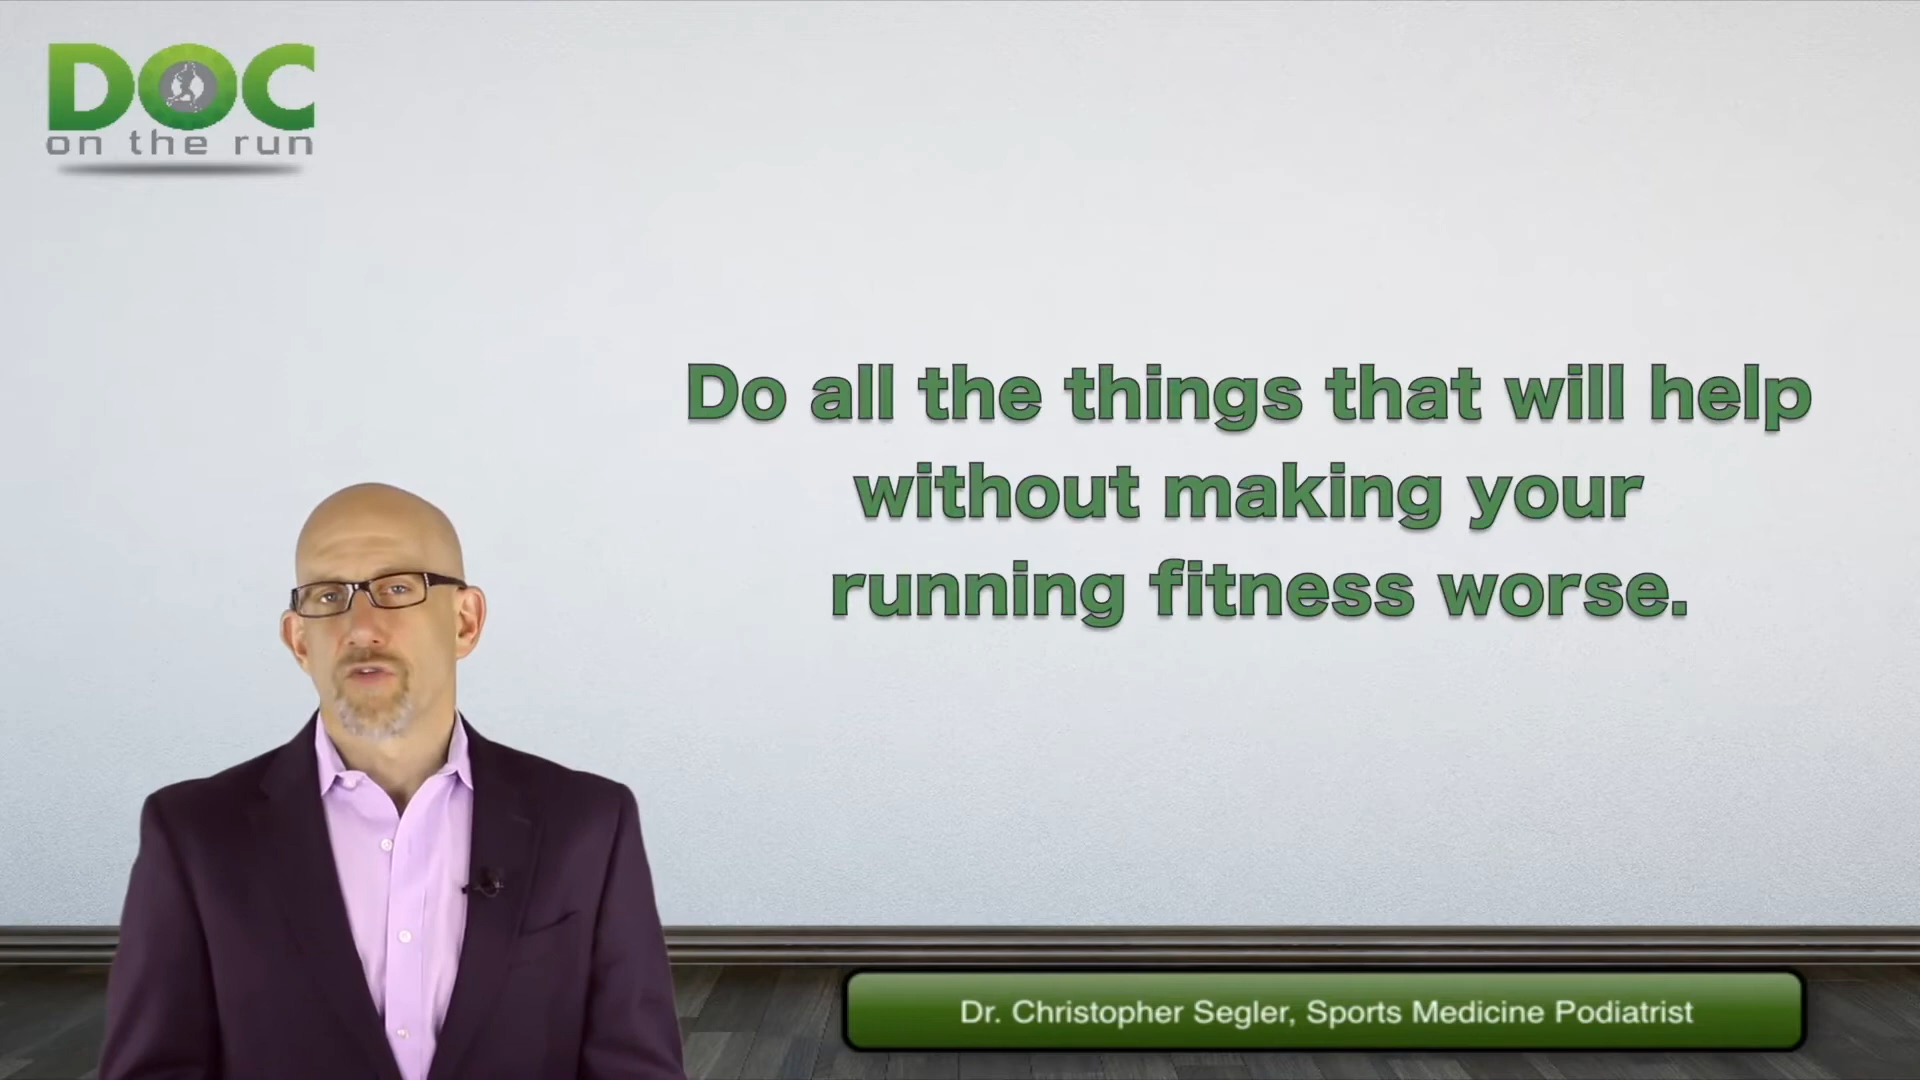 DOC
on the run
Do all the things that will help
without making your
running fitness worse.
Dr. Christopher Segler, Sports Medicine Podiatrist